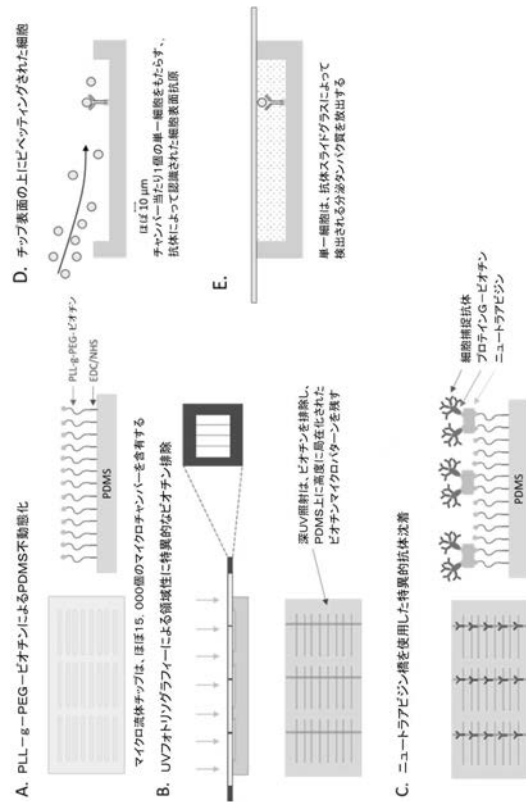 A. PLL-g-PEG-ビオチンによるPDMS不動態化
PLL-g-PEG-ビオチン
EDC/NHS
PDMS
マイクロ流体チップは、ほぼ15,000個のマイクロチャンバーを含有する
B. UVフォトリソグラフィーによる領域性に特異的なビオチン排除
深UV照射は、ビオチンを排除し、
PDMS上に高度に局在化された
ビオチンマイクロパターンを残す
C. ニュートラアビジン橋を使用した特異的抗体沈着
細胞捕捉抗体
プロテインG-ビオチン
ニュートラアビジン
PDMS
D. チップ表面の上にピペッティングされた細胞
ほぼ10 μm
チャンバー当たり1個の単一細胞をもたらす、
抗体によって認識された細胞表面抗原
E.
単一細胞は、抗体スライドグラスによって
検出される分泌タンパク質を放出する